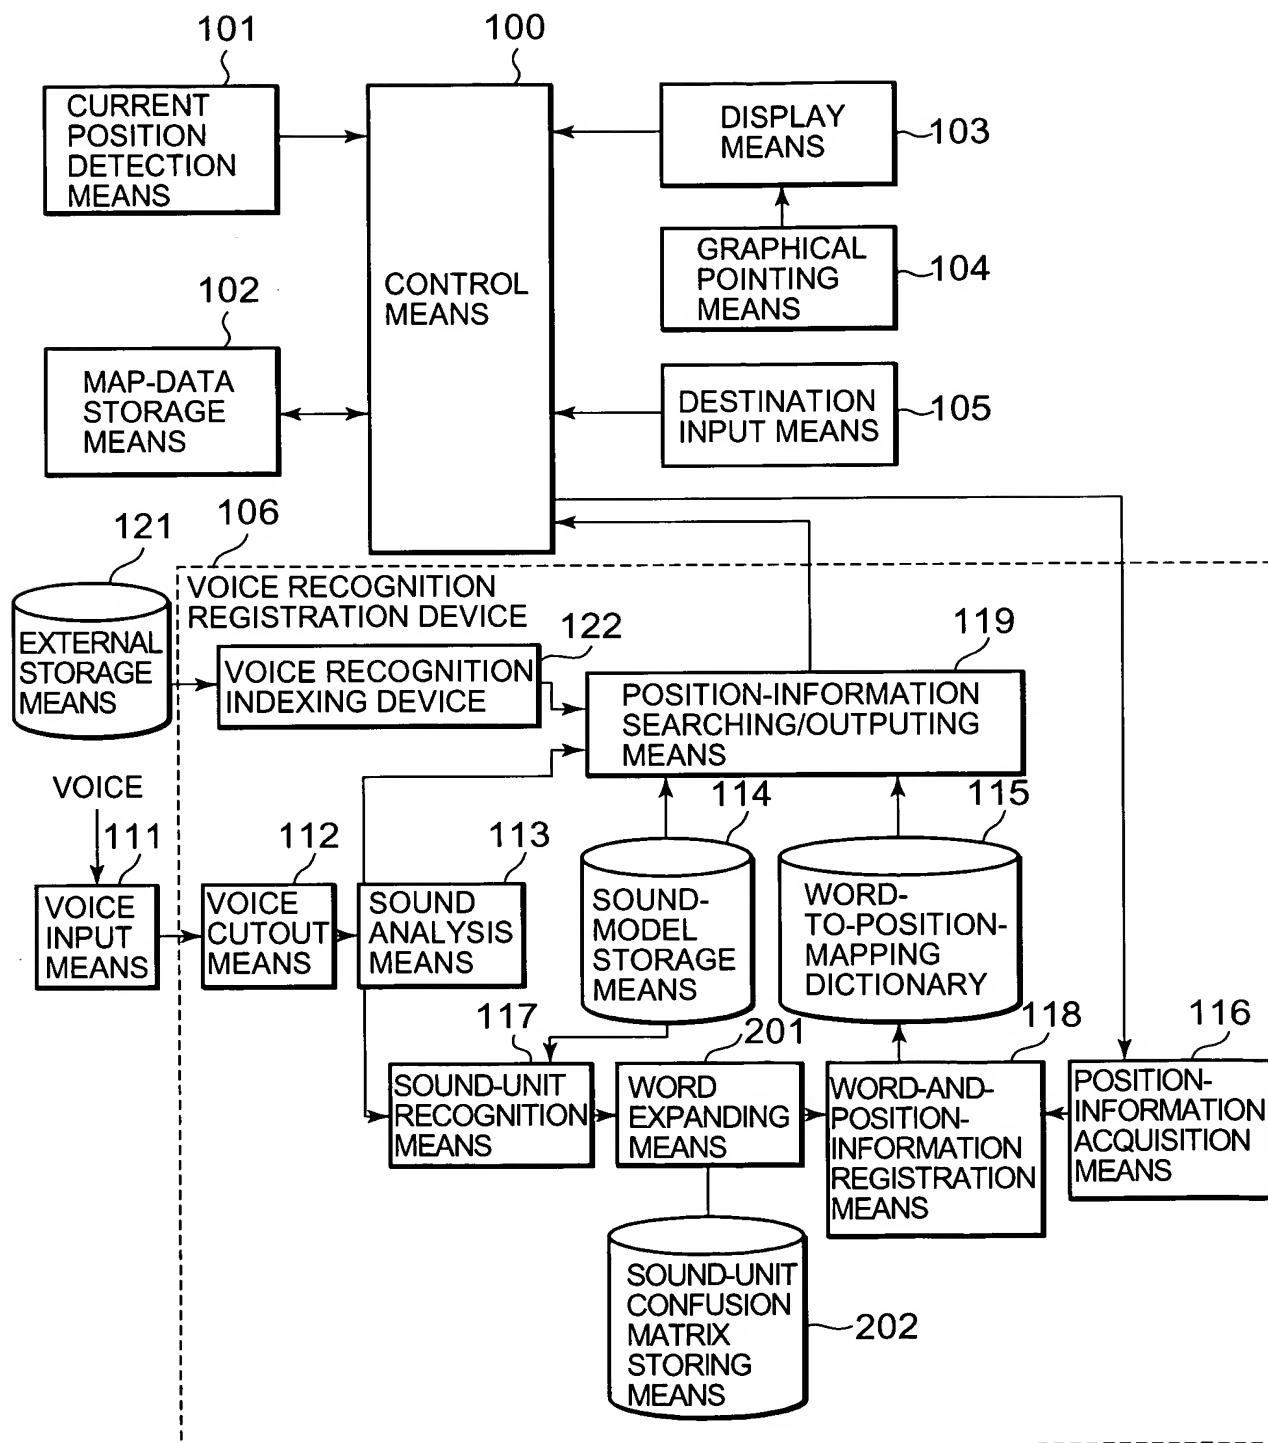 101
100
CURRENT
POSITION
DETECTION
MEANS
DISPLAY
MEANS
103
GRAPHICAL
POINTING
MEANS
104
CONTROL
MEANS
102
MAP-DATA
STORAGE
MEANS
DESTINATION
INPUT MEANS
105
106
121
VOICE RECOGNITION
REGISTRATION DEVICE
EXTERNAL
STORAGE
MEANS
122
VOICE RECOGNITION
INDEXING DEVICE
119
POSITION-INFORMATION
SEARCHING/OUTPUTING
MEANS
VOICE
111
VOICE
INPUT
MEANS
112
VOICE
CUTOUT
MEANS
113
SOUND
ANALYSIS
MEANS
114
SOUND-
MODEL
STORAGE
MEANS
115
WORD-
TO-POSITION-
MAPPING
DICTIONARY
117
SOUND-UNIT
RECOGNITION
MEANS
201
WORD
EXPANDING
MEANS
118
WORD-AND-
POSITION-
INFORMATION
REGISTRATION
MEANS
116
POSITION-
INFORMATION
ACQUISITION
MEANS
SOUND-UNIT
CONFUSION
MATRIX
STORING
MEANS
202